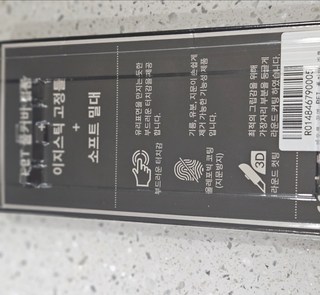 이지스틱 고정틀
+
소프트 밀대
유리표면을 만지는 듯한
부드러운 터치감을 제공
합니다.
부드러운 터치감
기름, 유분, 지문이 손쉽게
제거 가능한 기능성 제품
입니다.
올레포빅 코팅
(지문방지)
최적의 그립감을 위해
가장자리 부분을 둥글게
라운드 커팅 하였습니다.
3D
라운드 컷팅
R014846790005